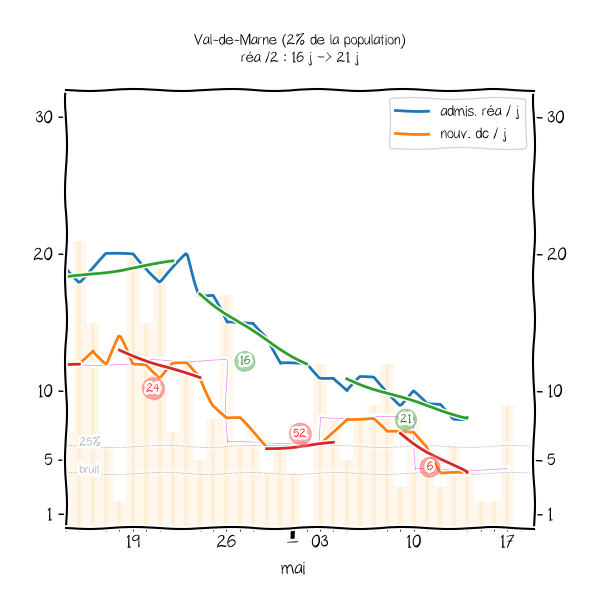 Val-de-Marne (2% de la population)
réa /2 : 16 j -> 21 j
admis. réa / j
nouv. dc / j
30 30
20 20
16
24
10 10
21
52
25%
5 5
6
bruit
1 1
19 26 1 03 10 17
mai